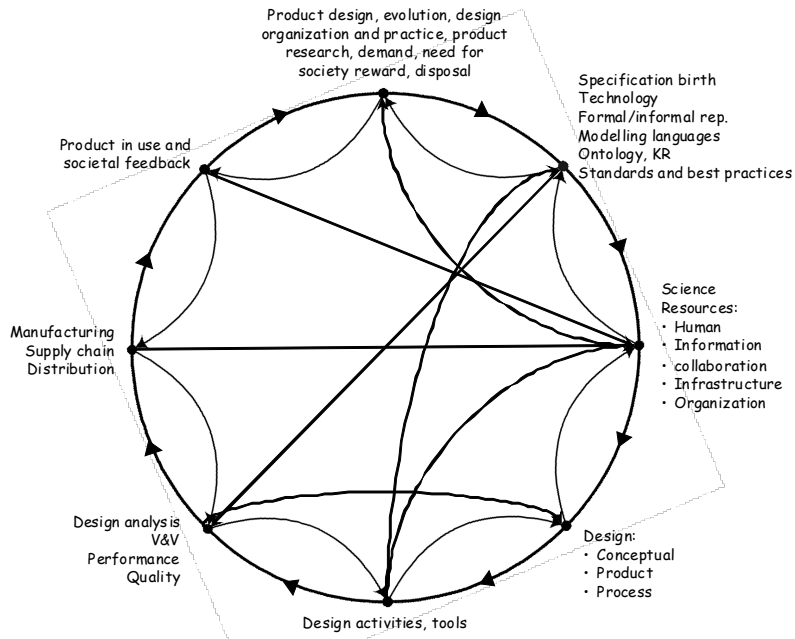 Product design, evolution, design
organization and practice, product
research, demand, need for
society reward, disposal
Specification birth
Technology
Formal/informal rep.
Modelling languages
Ontology, KR
Standards and best practices
Product in use and
societal feedback
Science
Resources:
• Human
• Information
• collaboration
• Infrastructure
• Organization
Manufacturing
Supply chain
Distribution
Design analysis
V&V
Performance
Quality
Design:
• Conceptual
• Product
• Process
Design activities, tools